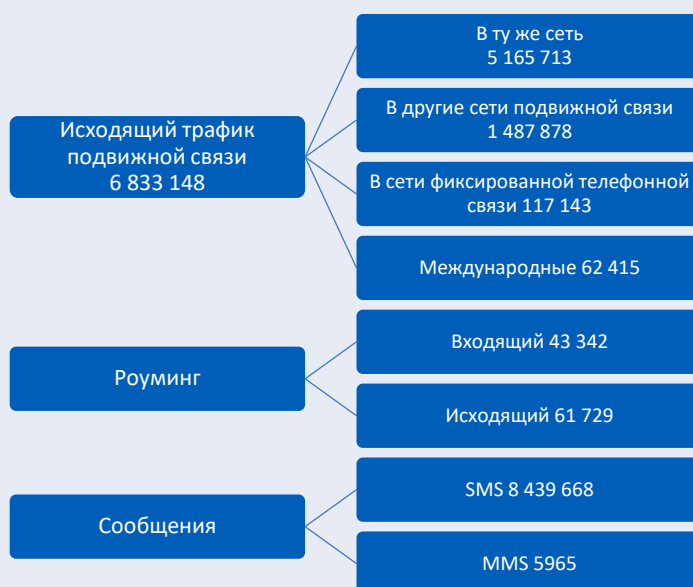 Исходящий трафик
подвижной связи
6 833 148
В ту же сеть
5 165 713
В другие сети подвижной связи
1 487 878
В сети фиксированной телефонной
связи 117 143
Международные 62 415
Роуминг
Входящий 43 342
Исходящий 61 729
Сообщения
SMS 8 439 668
MMS 5965